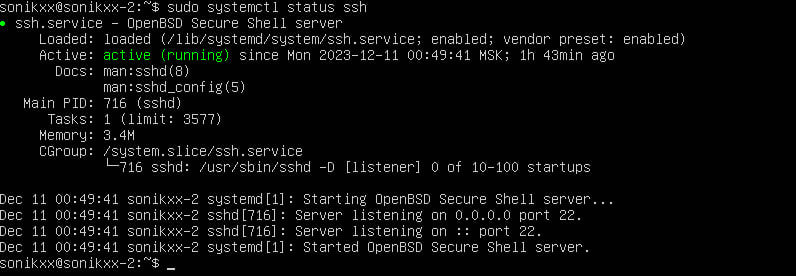 sonikxx@sonikxx-2:~$ sudo systemctl status ssh
● ssh.service - OpenBSD Secure Shell server
Loaded: loaded (/lib/systemd/system/ssh.service; enabled; vendor preset: enabled)
Active: active (running) since Mon 2023-12-11 00:49:41 MSK; 1h 43min ago
Docs: man:sshd(8)
man:sshd_config(5)
Main PID: 716 (sshd)
Tasks: 1 (limit: 3577)
Memory: 3.4M
CGroup: /system.slice/ssh.service
└─716 sshd: /usr/sbin/sshd -D [listener] 0 of 10-100 startups

Dec 11 00:49:41 sonikxx-2 systemd[1]: Starting OpenBSD Secure Shell server...
Dec 11 00:49:41 sonikxx-2 sshd[716]: Server listening on 0.0.0.0 port 22.
Dec 11 00:49:41 sonikxx-2 sshd[716]: Server listening on :: port 22.
Dec 11 00:49:41 sonikxx-2 systemd[1]: Started OpenBSD Secure Shell server.
sonikxx@sonikxx-2:~$ _